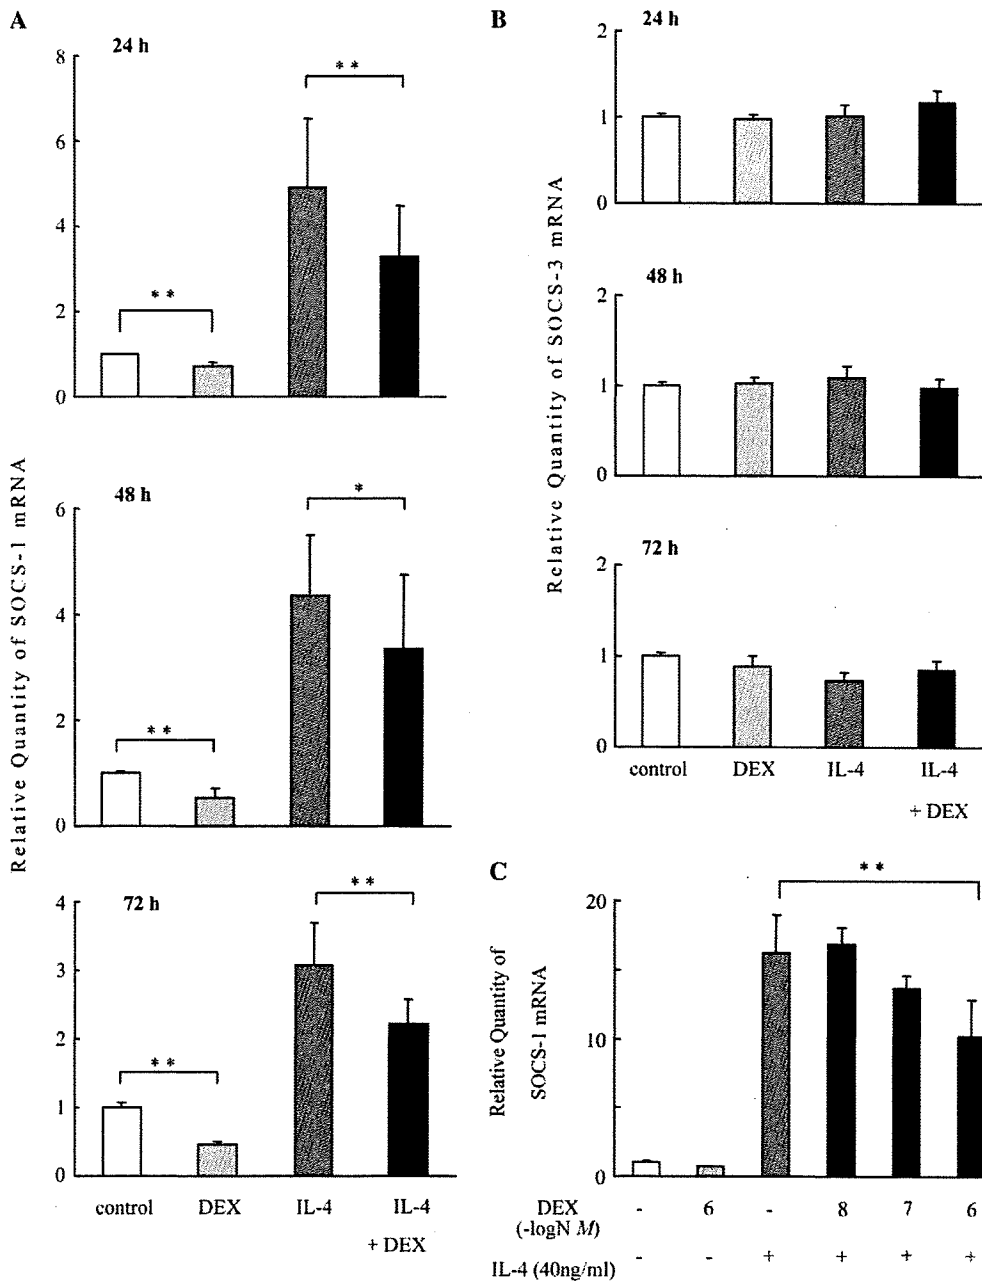 A
24 h
8
6
4
2
0
* *
* *
Relative Quantity of SOCS-1 mRNA
48 h
6
4
2
0
* *
*
72 h
4
3
2
1
0
* *
* *
control DEX IL-4 IL-4
+ DEX
B
24 h
2
1
0
Relative Quantity of SOCS-3 mRNA
48 h
2
1
0
72 h
2
1
0
control DEX IL-4 IL-4
+ DEX
C
* *
20
10
0
Relative Quantity of
SOCS-1 mRNA
DEX - 6 - 8 7 6
(-logN M)
IL-4 (40ng/ml) - - + + + +